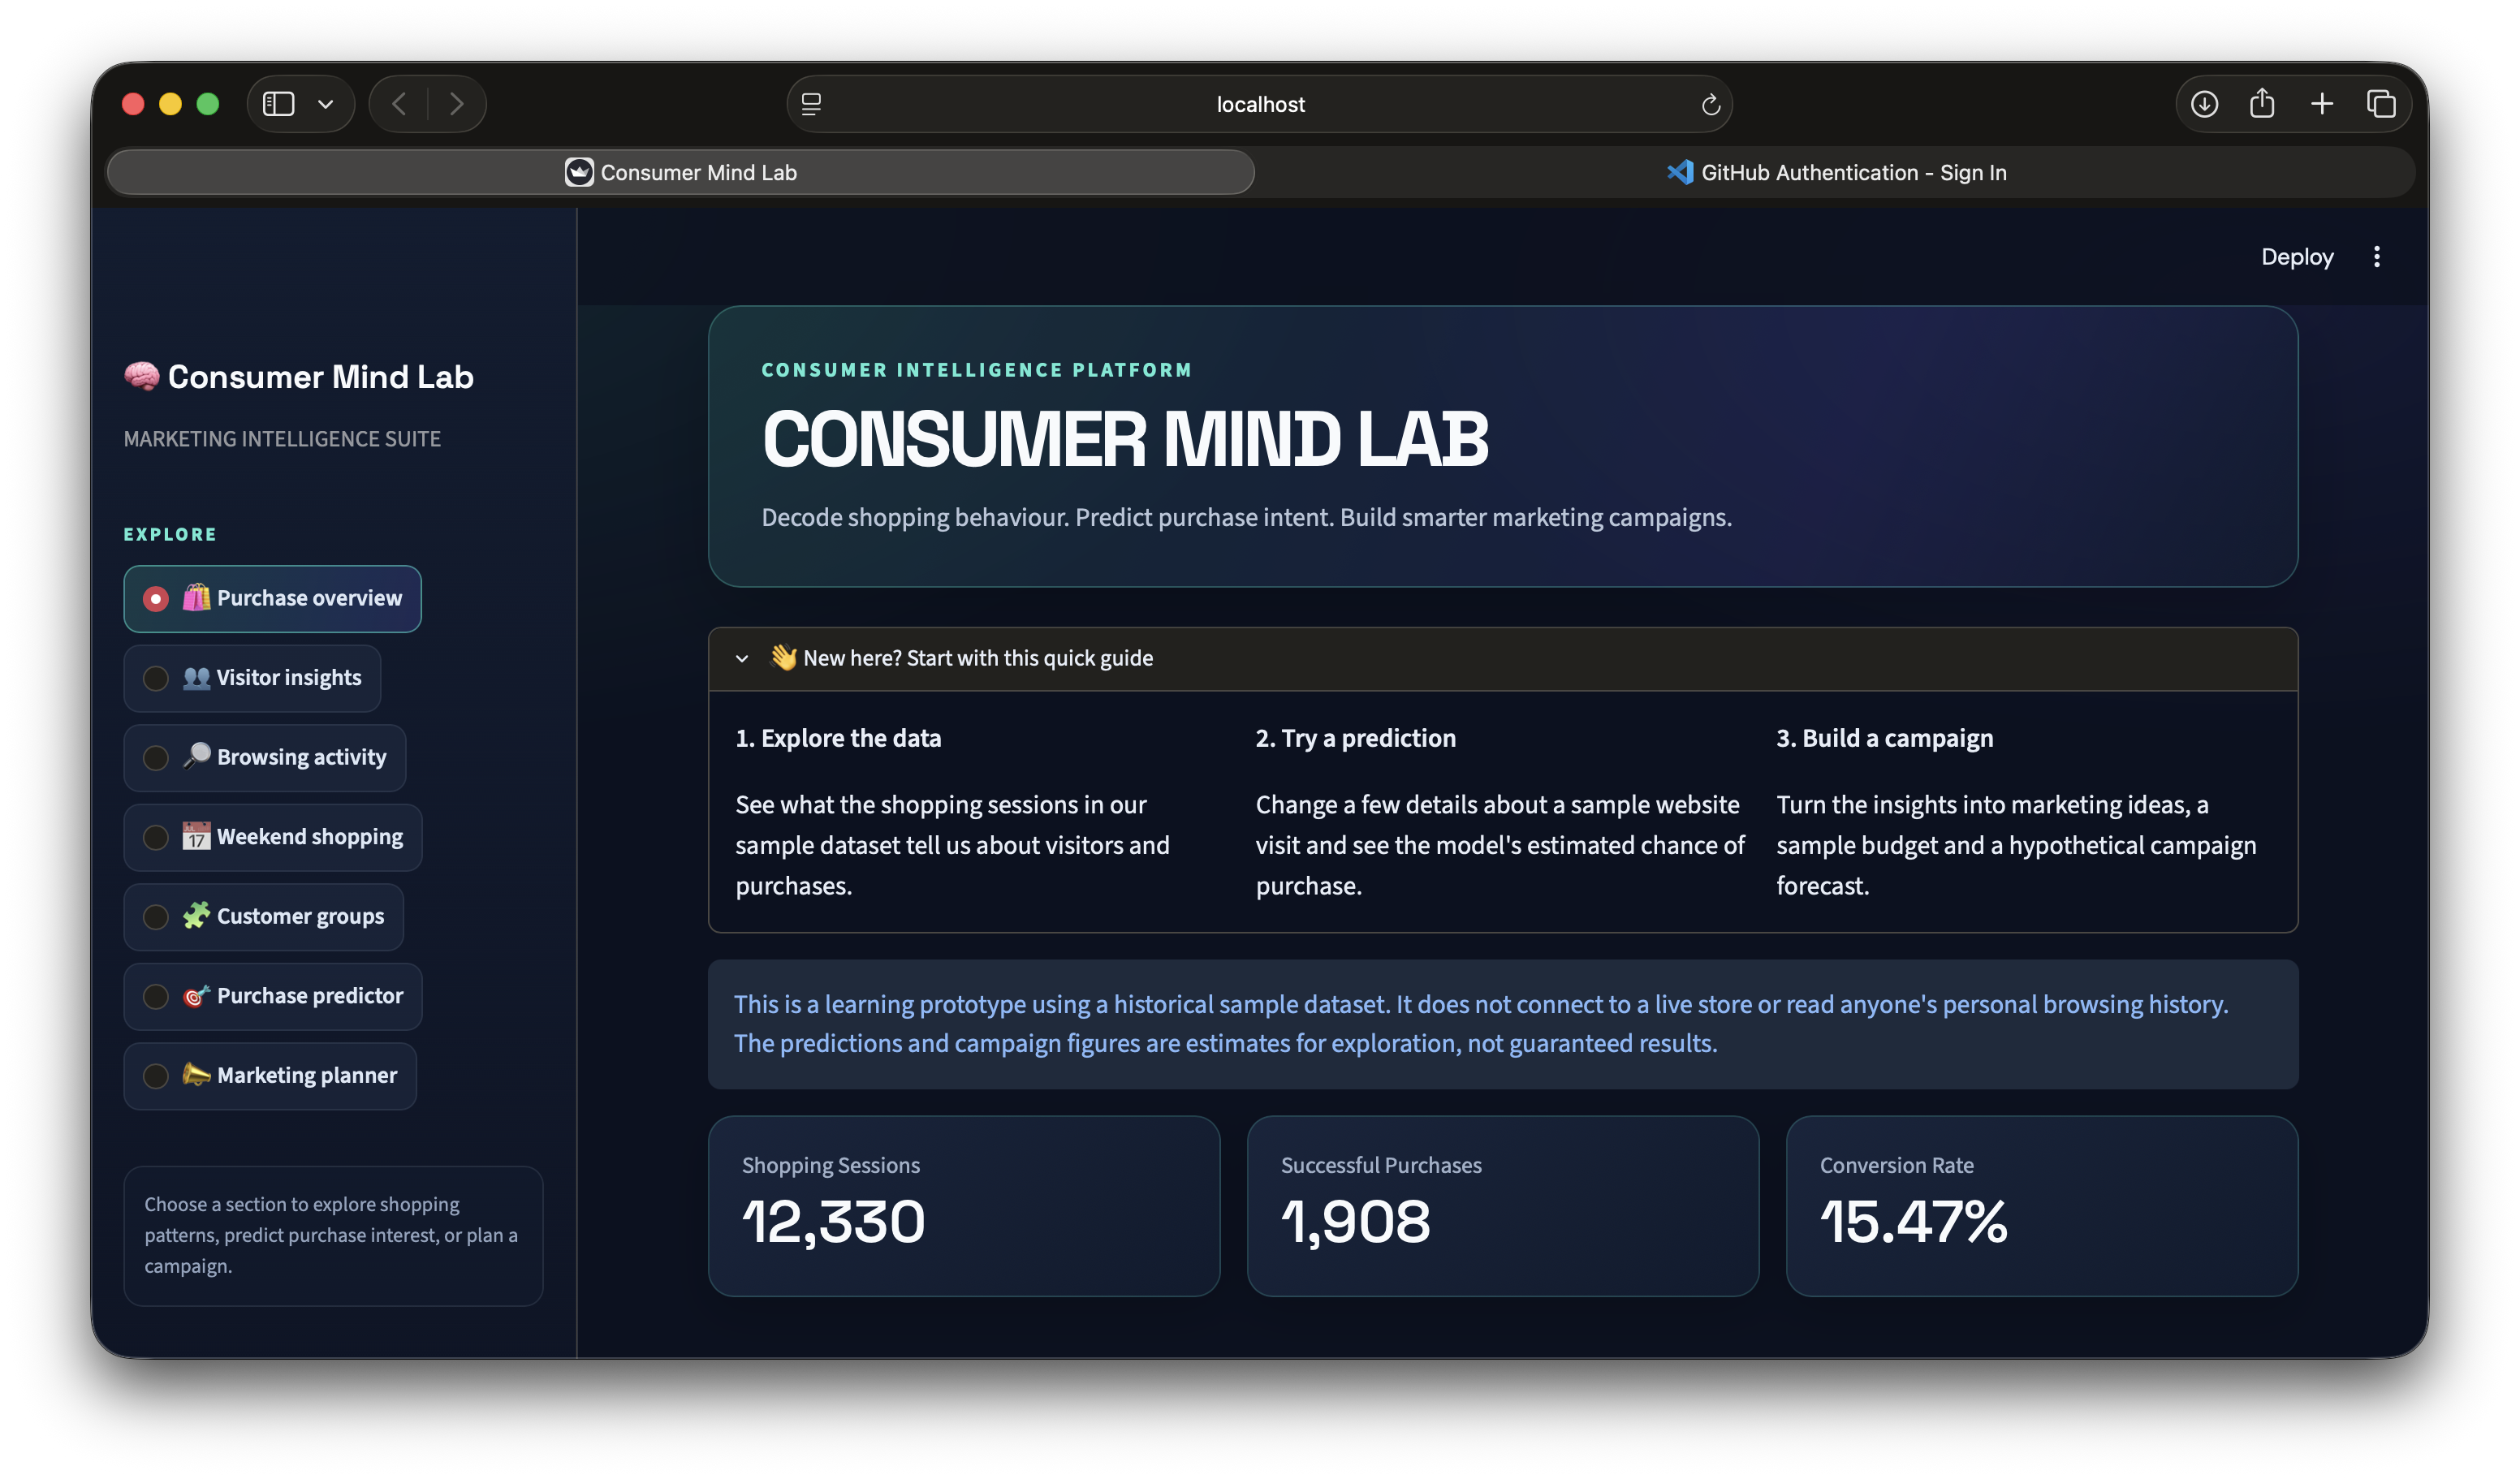 localhost
Consumer Mind Lab
GitHub Authentication - Sign In
Deploy
🧠 Consumer Mind Lab
MARKETING INTELLIGENCE SUITE
EXPLORE
🛍️ Purchase overview
👥 Visitor insights
🔎 Browsing activity
📅 Weekend shopping
🧩 Customer groups
🎯 Purchase predictor
📣 Marketing planner
Choose a section to explore shopping
patterns, predict purchase interest, or plan a
campaign.
CONSUMER INTELLIGENCE PLATFORM
CONSUMER MIND LAB
Decode shopping behaviour. Predict purchase intent. Build smarter marketing campaigns.
👋 New here? Start with this quick guide
1. Explore the data
See what the shopping sessions in our
sample dataset tell us about visitors and
purchases.
2. Try a prediction
Change a few details about a sample website
visit and see the model's estimated chance of
purchase.
3. Build a campaign
Turn the insights into marketing ideas, a
sample budget and a hypothetical campaign
forecast.
This is a learning prototype using a historical sample dataset. It does not connect to a live store or read anyone's personal browsing history.
The predictions and campaign figures are estimates for exploration, not guaranteed results.
Shopping Sessions
12,330
Successful Purchases
1,908
Conversion Rate
15.47%